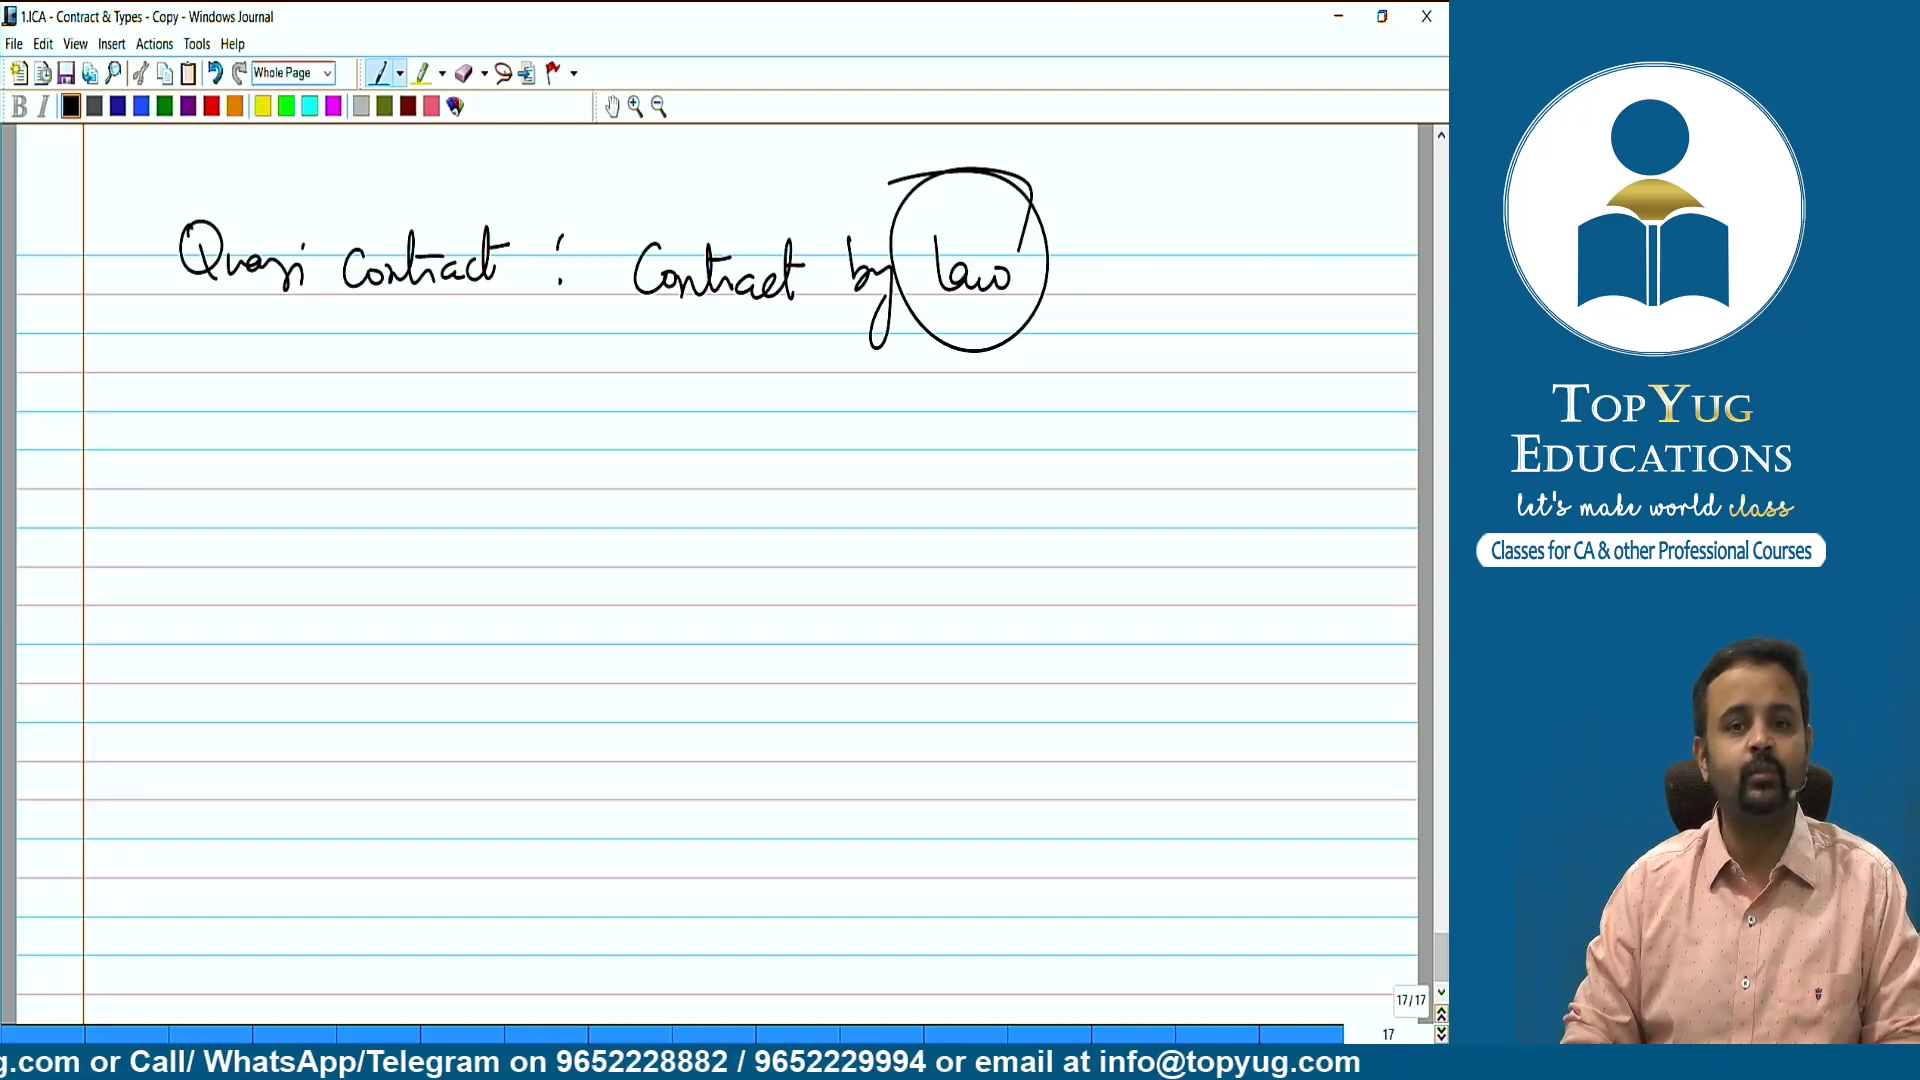 1.ICA - Contract & Types - Copy - Windows Journal
File Edit View Insert Actions Tools Help
Whole Page
B I
Quasi Contract : Contract by law
17/17
17
TOPYUG
EDUCATIONS
let's make world class
Classes for CA & other Professional Courses
g.com or Call/ WhatsApp/Telegram on 9652228882 / 9652229994 or email at info@topyug.com